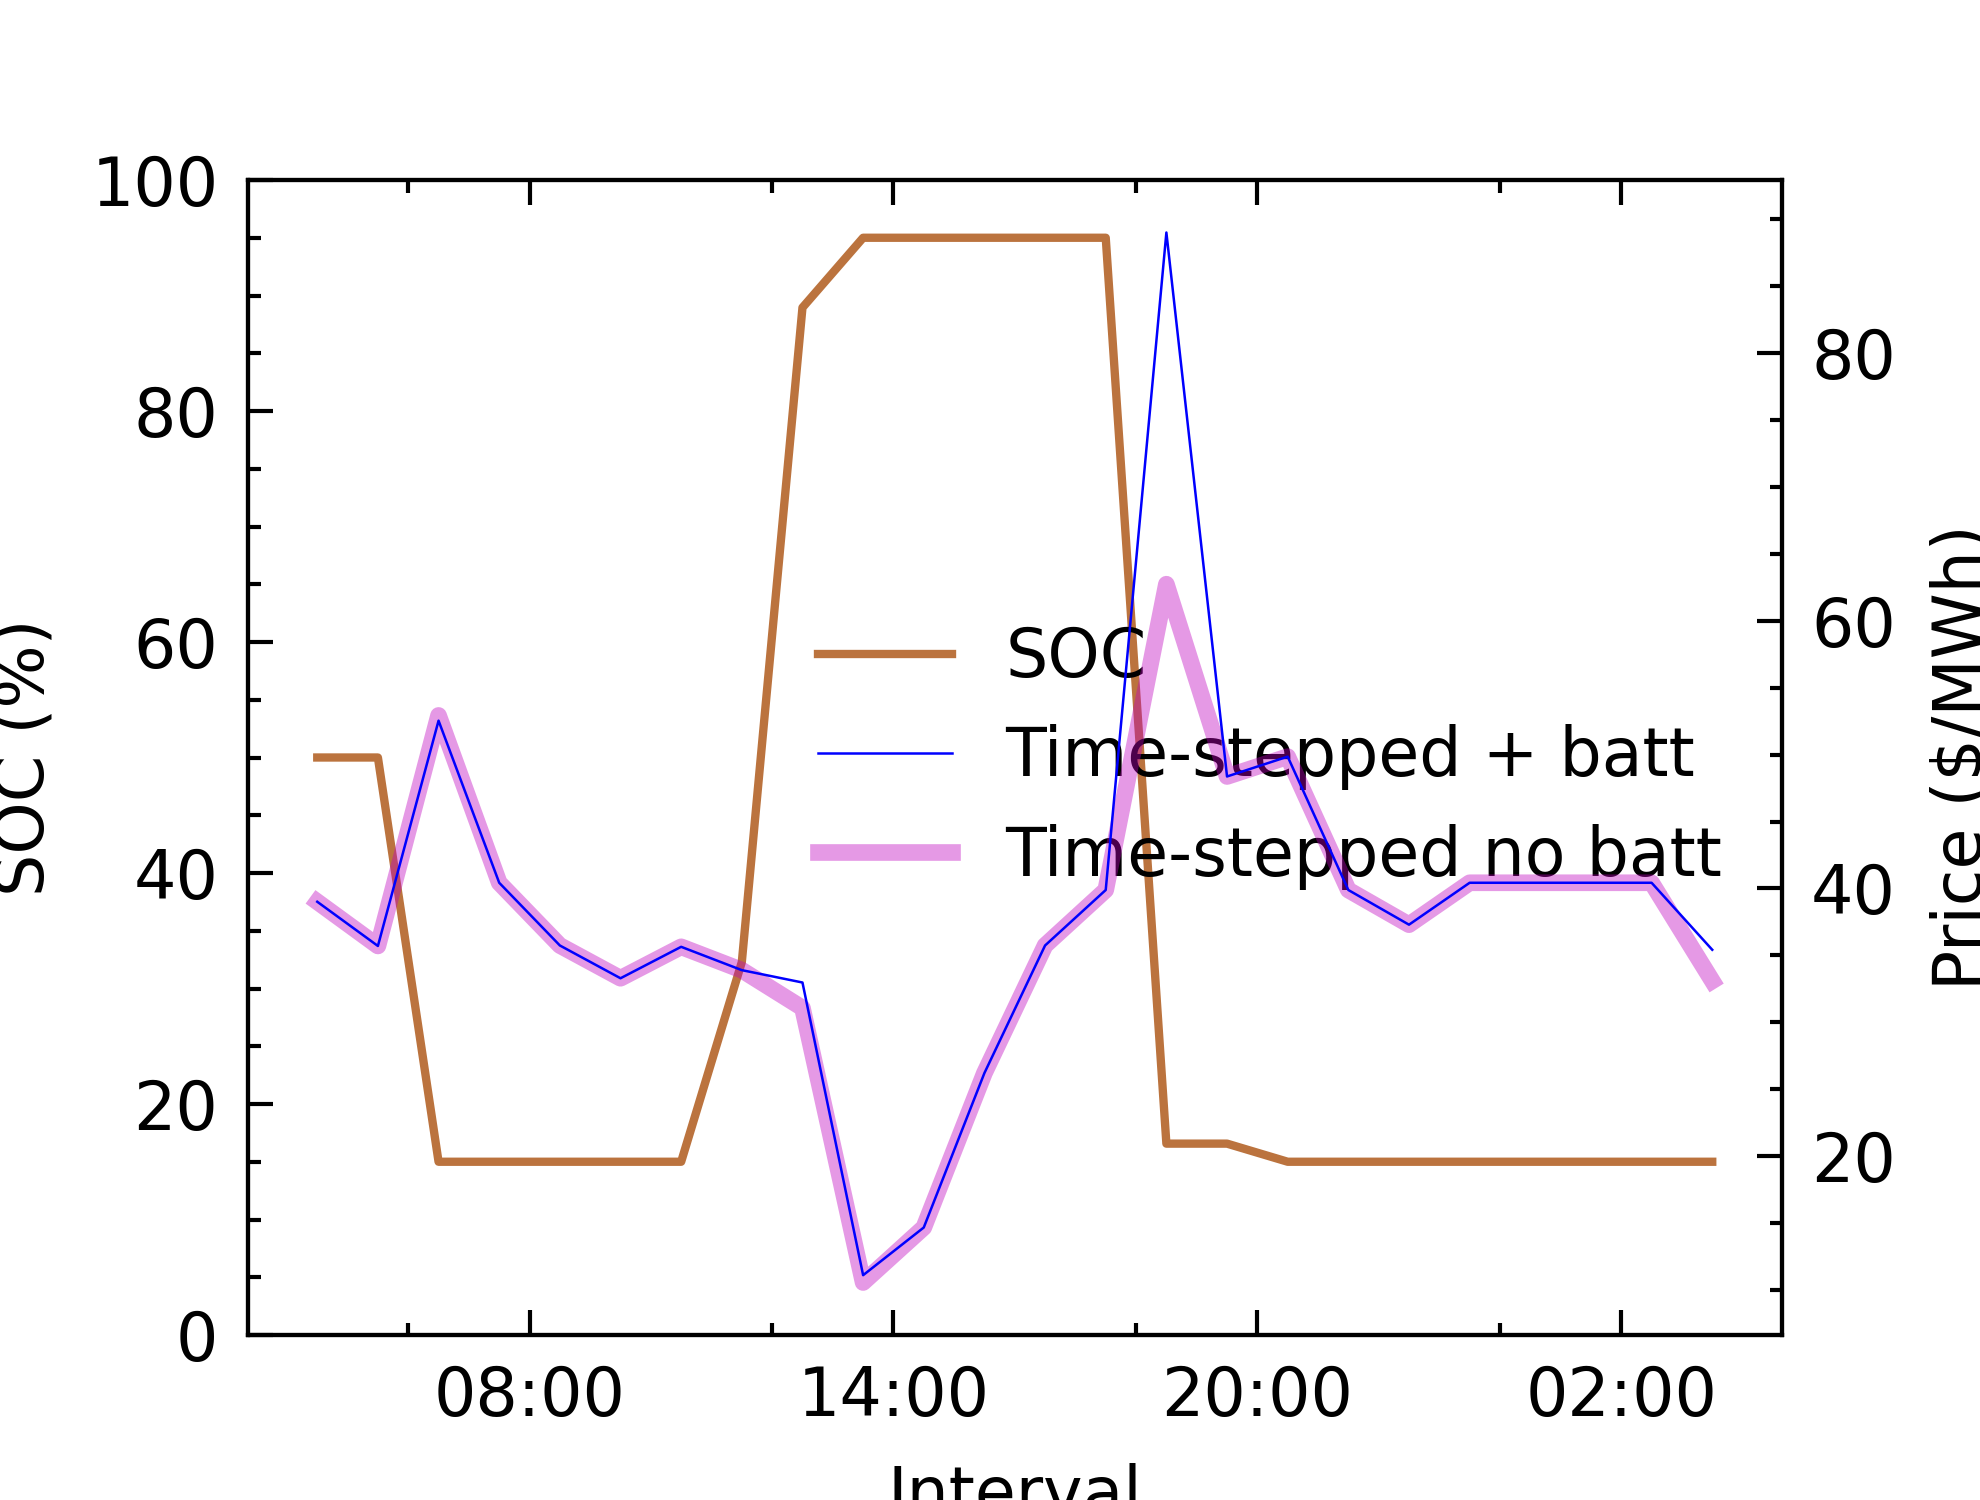 100
80
60
40
20
0
SOC (%)
80
60
40
20
Price ($/MWh)
SOC
Time-stepped + batt
Time-stepped no batt
08:00 14:00 20:00 02:00
Interval